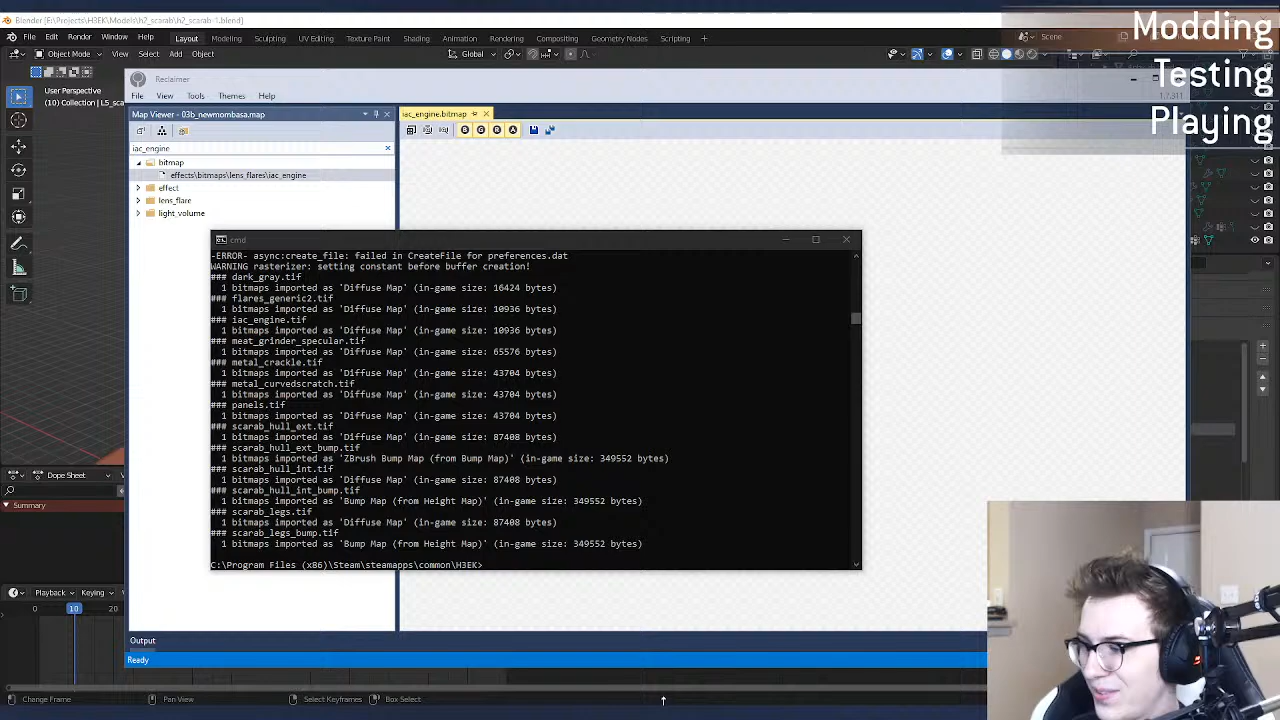 Blender [E:\Projects\H3EK\Models\h2_scarab\h2_scarab-1.blend]
File Edit Render Window Help Layout Modeling Sculpting UV Editing Texture Paint Shading Animation Rendering Compositing Geometry Nodes Scripting Scene
Object Mode View Select Add Object Global
User Perspective
(10) Collection | L5_sca
Modding
Testing
Playing
Reclaimer
1.7.311
File View Tools Themes Help
Map Viewer - 03b_newmombasa.map
iac_engine.bitmap
B G R A
iac_engine
bitmap
effects\bitmaps\lens_flares\iac_engine
effect
lens_flare
light_volume
cmd
-ERROR- async:create_file: failed in CreateFile for preferences.dat
WARNING rasterizer: setting constant before buffer creation!
### dark_gray.tif
1 bitmaps imported as 'Diffuse Map' (in-game size: 16424 bytes)
### flares_generic2.tif
1 bitmaps imported as 'Diffuse Map' (in-game size: 10936 bytes)
### iac_engine.tif
1 bitmaps imported as 'Diffuse Map' (in-game size: 10936 bytes)
### meat_grinder_specular.tif
1 bitmaps imported as 'Diffuse Map' (in-game size: 65576 bytes)
### metal_crackle.tif
1 bitmaps imported as 'Diffuse Map' (in-game size: 43704 bytes)
### metal_curvedscratch.tif
1 bitmaps imported as 'Diffuse Map' (in-game size: 43704 bytes)
### panels.tif
1 bitmaps imported as 'Diffuse Map' (in-game size: 43704 bytes)
### scarab_hull_ext.tif
1 bitmaps imported as 'Diffuse Map' (in-game size: 87408 bytes)
### scarab_hull_ext_bump.tif
1 bitmaps imported as 'ZBrush Bump Map (from Bump Map)' (in-game size: 349552 bytes)
### scarab_hull_int.tif
1 bitmaps imported as 'Diffuse Map' (in-game size: 87408 bytes)
### scarab_hull_int_bump.tif
1 bitmaps imported as 'Bump Map (from Height Map)' (in-game size: 349552 bytes)
### scarab_legs.tif
1 bitmaps imported as 'Diffuse Map' (in-game size: 87408 bytes)
### scarab_legs_bump.tif
1 bitmaps imported as 'Bump Map (from Height Map)' (in-game size: 349552 bytes)
C:\Program Files (x86)\Steam\steamapps\common\H3EK>
Dope Sheet
Summary
Playback Keying
0 10 20
Output
Ready
Change Frame Pan View Select Keyframes Box Select